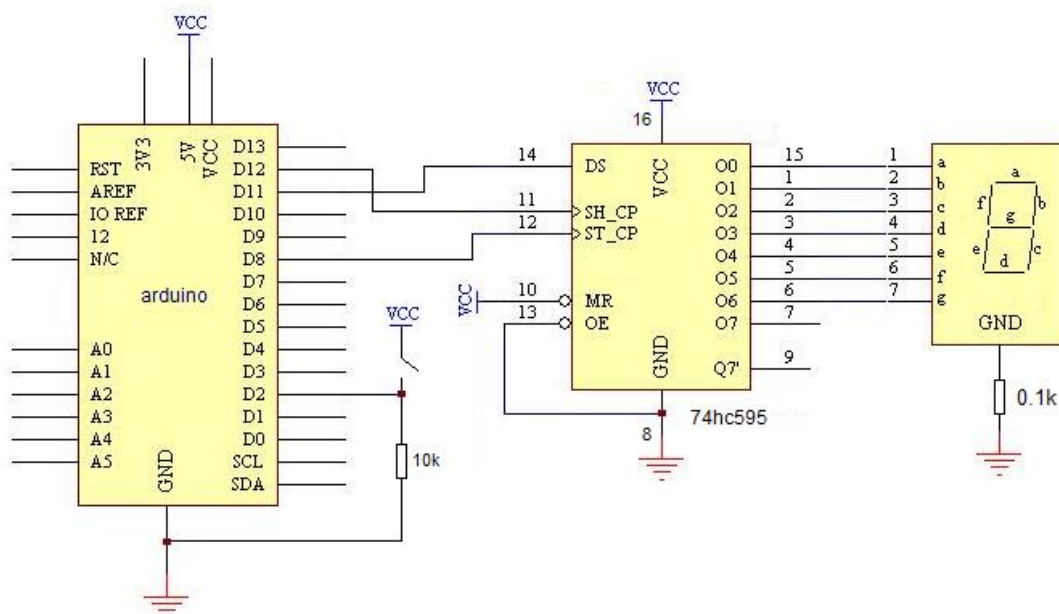 VCC
3V3
5V
VCC
RST
AREF
IO REF
12
N/C
A0
A1
A2
A3
A4
A5
arduino
GND
D13
D12
D11
D10
D9
D8
D7
D6
D5
D4
D3
D2
D1
D0
SCL
SDA
VCC
10k
VCC
16
14
11
12
VCC
10
13
DS
SH_CP
ST_CP
MR
OE
VCC
GND
8
74hc595
O0
O1
O2
O3
O4
O5
O6
O7
Q7'
15
1
2
3
4
5
6
7
9
1
2
3
4
5
6
7
a
b
c
d
e
f
g
a
f
b
g
e
c
d
GND
0.1k